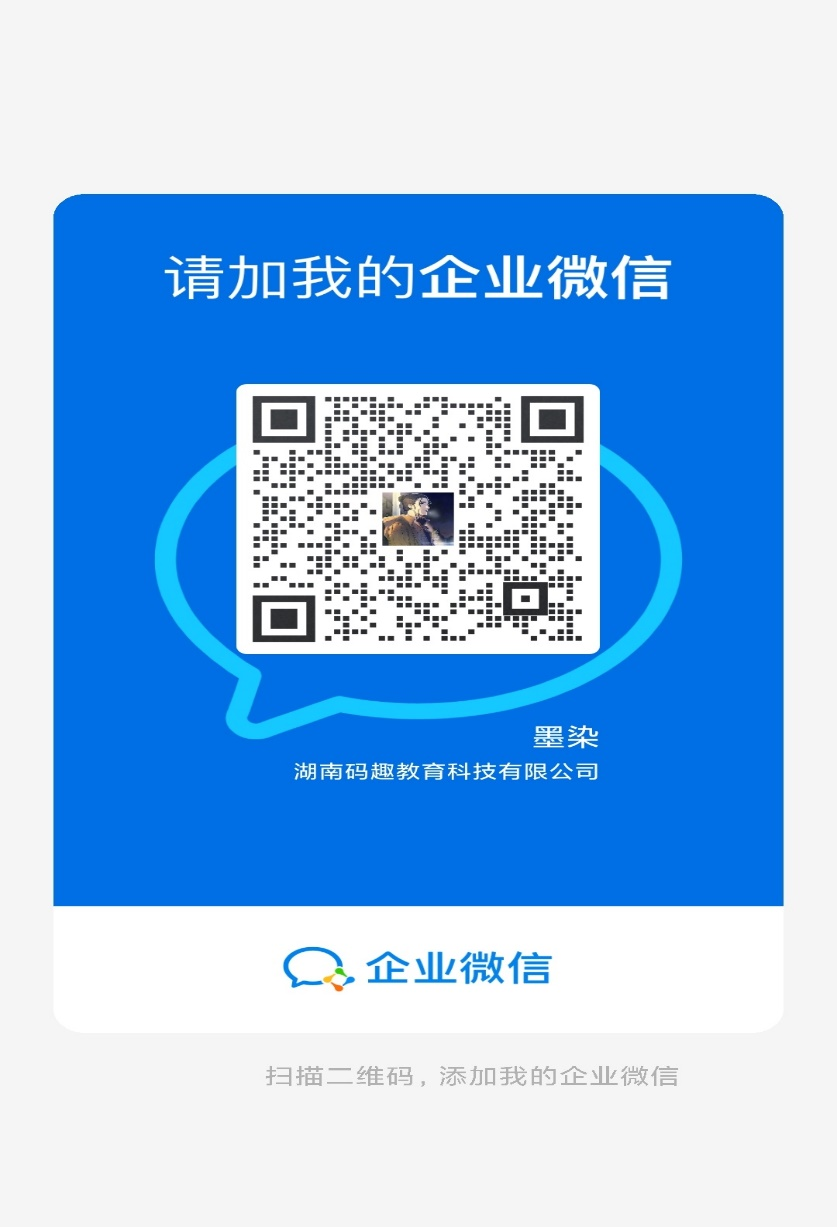 请加我的企业微信
墨染
湖南码趣教育科技有限公司
企业微信
扫描二维码，添加我的企业微信